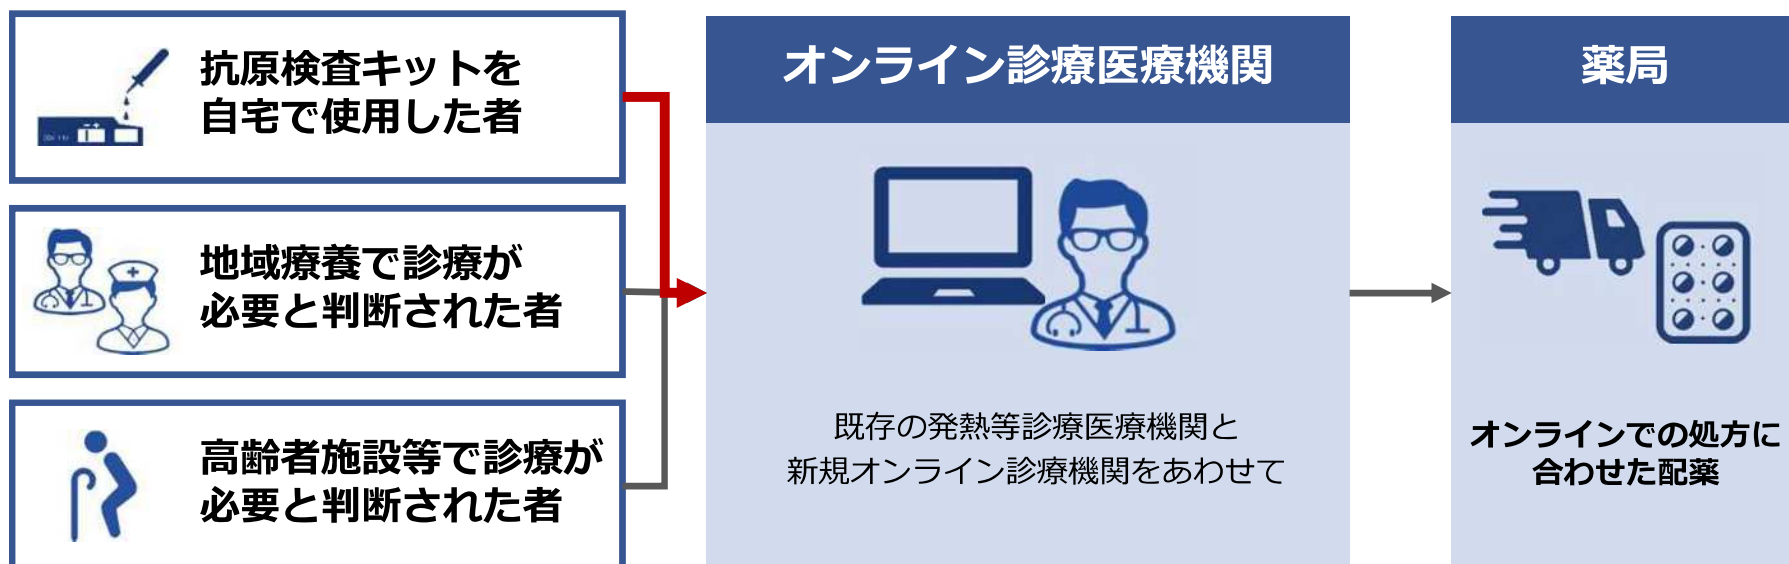 抗原検査キットを
自宅で使用した者
地域療養で診療が
必要と判断された者
高齢者施設等で診療が
必要と判断された者
オンライン診療医療機関
既存の発熱等診療医療機関と
新規オンライン診療機関をあわせて
薬局
オンラインでの処方に
合わせた配薬